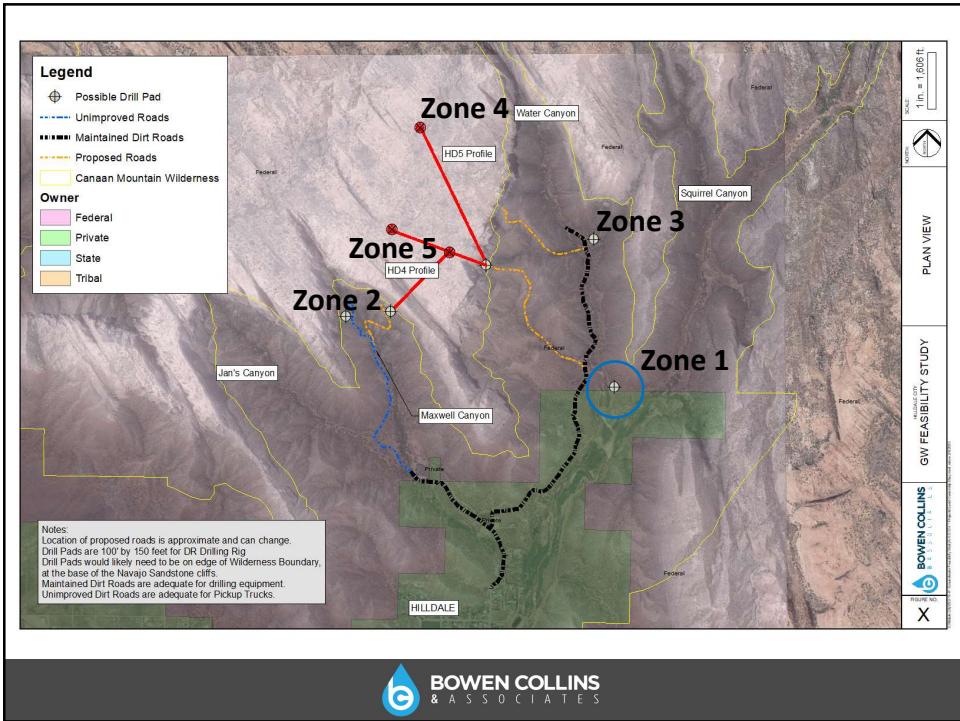 Legend
Possible Drill Pad
Unimproved Roads
Maintained Dirt Roads
Proposed Roads
Canaan Mountain Wilderness
Owner
Federal
Private
State
Tribal
Zone 4
Water Canyon
Federal
HD5 Profile
Federal
Federal
Squirrel Canyon
Zone 3
Zone 5
HD4 Profile
Zone 2
Federal
Zone 1
Jan's Canyon
Federal
Maxwell Canyon
Private
Private
Federal
HILLDALE
Notes:
Location of proposed roads is approximate and can change.
Drill Pads are 100' by 150 feet for DR Drilling Rig
Drill Pads would likely need to be on edge of Wilderness Boundary,
at the base of the Navajo Sandstone cliffs.
Maintained Dirt Roads are adequate for drilling equipment.
Unimproved Dirt Roads are adequate for Pickup Trucks.
SCALE:
1 in. = 1,606 ft.
NORTH:
PLAN VIEW
HILLDALE CITY
GW FEASIBILITY STUDY
BOWEN COLLINS
& ASSOCIATES
FIGURE NO.
X
BOWEN COLLINS
& ASSOCIATES